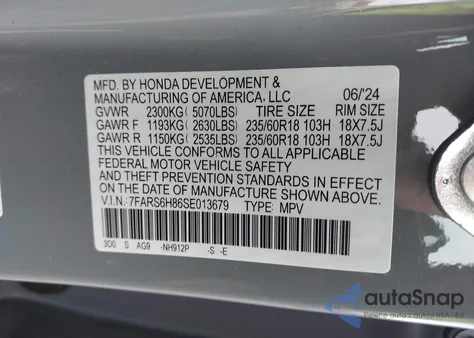 MFD. BY HONDA DEVELOPMENT &
MANUFACTURING OF AMERICA, LLC 06/24
GVWR 2300KG( 5070LBS) TIRE SIZE RIM SIZE
GAWR F 1193KG( 2630LBS) 235/60R18 103H 18X7.5J
GAWR R 1150KG( 2535LBS) 235/60R18 103H 18X7.5J
THIS VEHICLE CONFORMS TO ALL APPLICABLE
FEDERAL MOTOR VEHICLE SAFETY
AND THEFT PREVENTION STANDARDS IN EFFECT
ON THE DATE OF MANUFACTURE SHOWN ABOVE.
V.I.N.:7FARS6H86SE013679 TYPE: MPV
3D0 S AG9 -NH912P -S -E
autoSnap